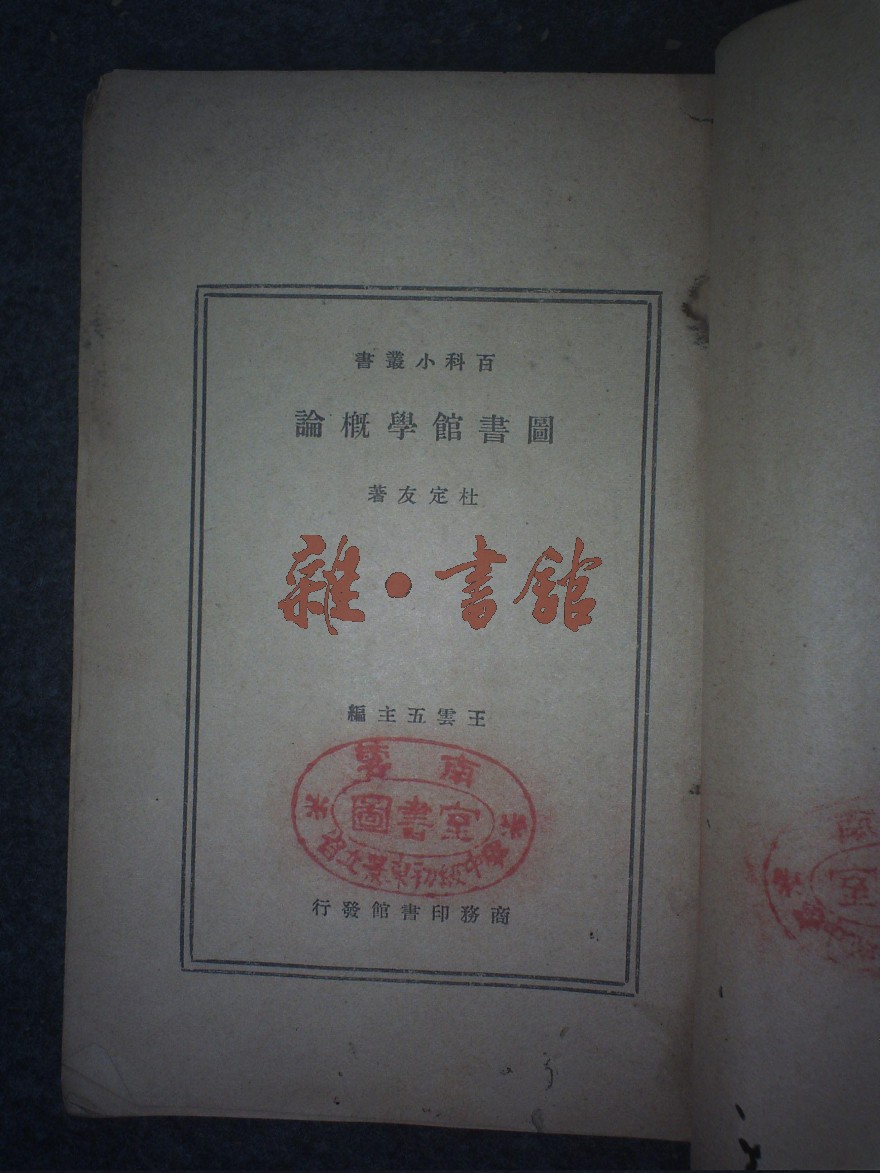 百科小叢書
圖書館學概論
杜定友著
雜·書館
王雲五主編
圖書室
商務印書館發行